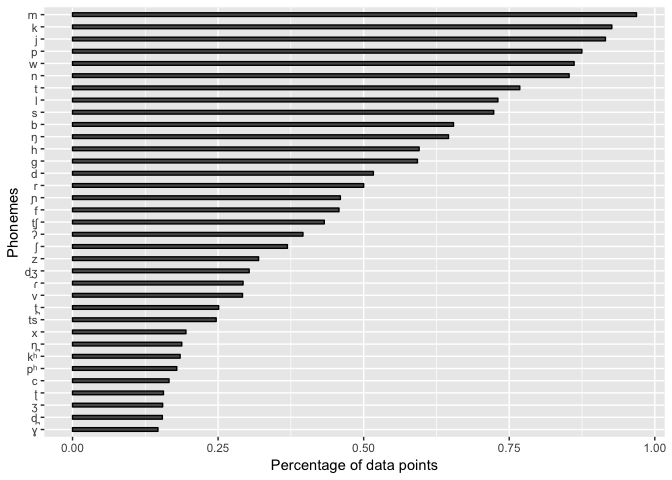 m
k
j
p
w
n
t
l
s
b
ŋ
h
ɡ
d
r
ɲ
f
t̠ʃ
ʔ
ʃ
z
dʒ
ɾ
v
t̪
ts
x
n̪
kʰ
pʰ
c
ʈ
ʒ
d̪
ɣ
Phonemes
0.00 0.25 0.50 0.75 1.00
Percentage of data points